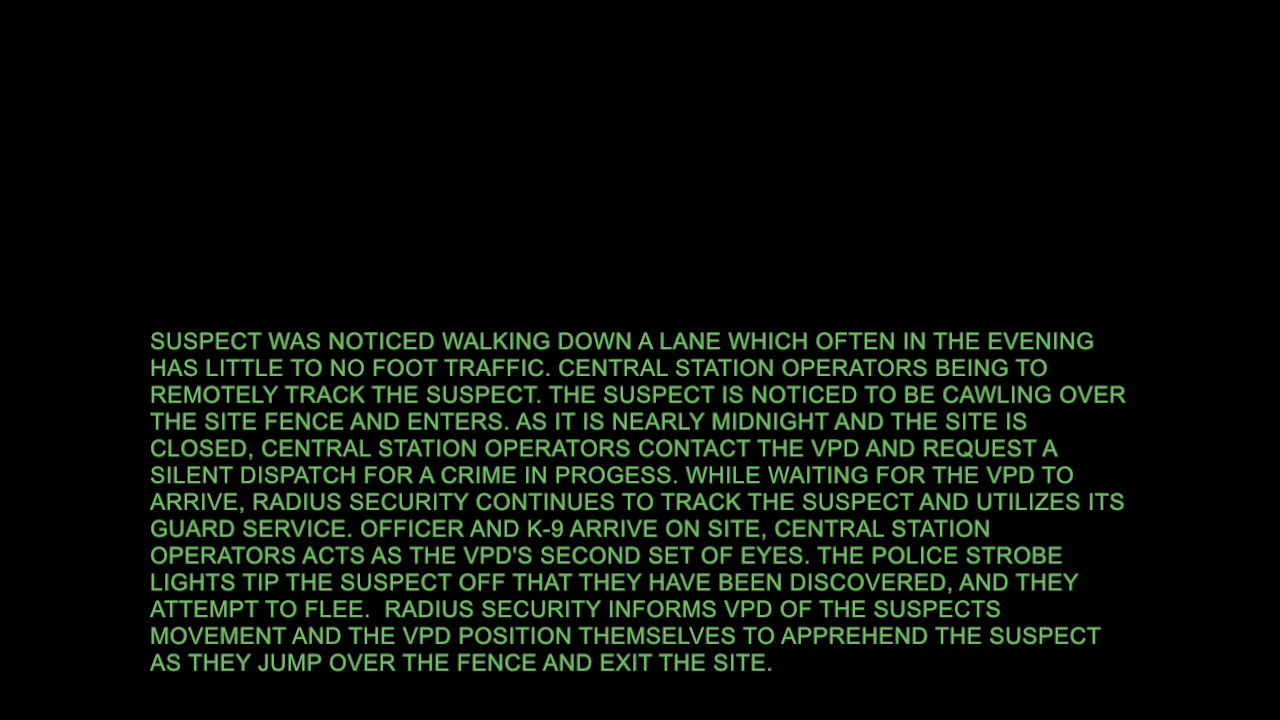 SUSPECT WAS NOTICED WALKING DOWN A LANE WHICH OFTEN IN THE EVENING
HAS LITTLE TO NO FOOT TRAFFIC. CENTRAL STATION OPERATORS BEING TO
REMOTELY TRACK THE SUSPECT. THE SUSPECT IS NOTICED TO BE CAWLING OVER
THE SITE FENCE AND ENTERS. AS IT IS NEARLY MIDNIGHT AND THE SITE IS
CLOSED, CENTRAL STATION OPERATORS CONTACT THE VPD AND REQUEST A
SILENT DISPATCH FOR A CRIME IN PROGESS. WHILE WAITING FOR THE VPD TO
ARRIVE, RADIUS SECURITY CONTINUES TO TRACK THE SUSPECT AND UTILIZES ITS
GUARD SERVICE. OFFICER AND K-9 ARRIVE ON SITE, CENTRAL STATION
OPERATORS ACTS AS THE VPD'S SECOND SET OF EYES. THE POLICE STROBE
LIGHTS TIP THE SUSPECT OFF THAT THEY HAVE BEEN DISCOVERED, AND THEY
ATTEMPT TO FLEE.  RADIUS SECURITY INFORMS VPD OF THE SUSPECTS
MOVEMENT AND THE VPD POSITION THEMSELVES TO APPREHEND THE SUSPECT
AS THEY JUMP OVER THE FENCE AND EXIT THE SITE.